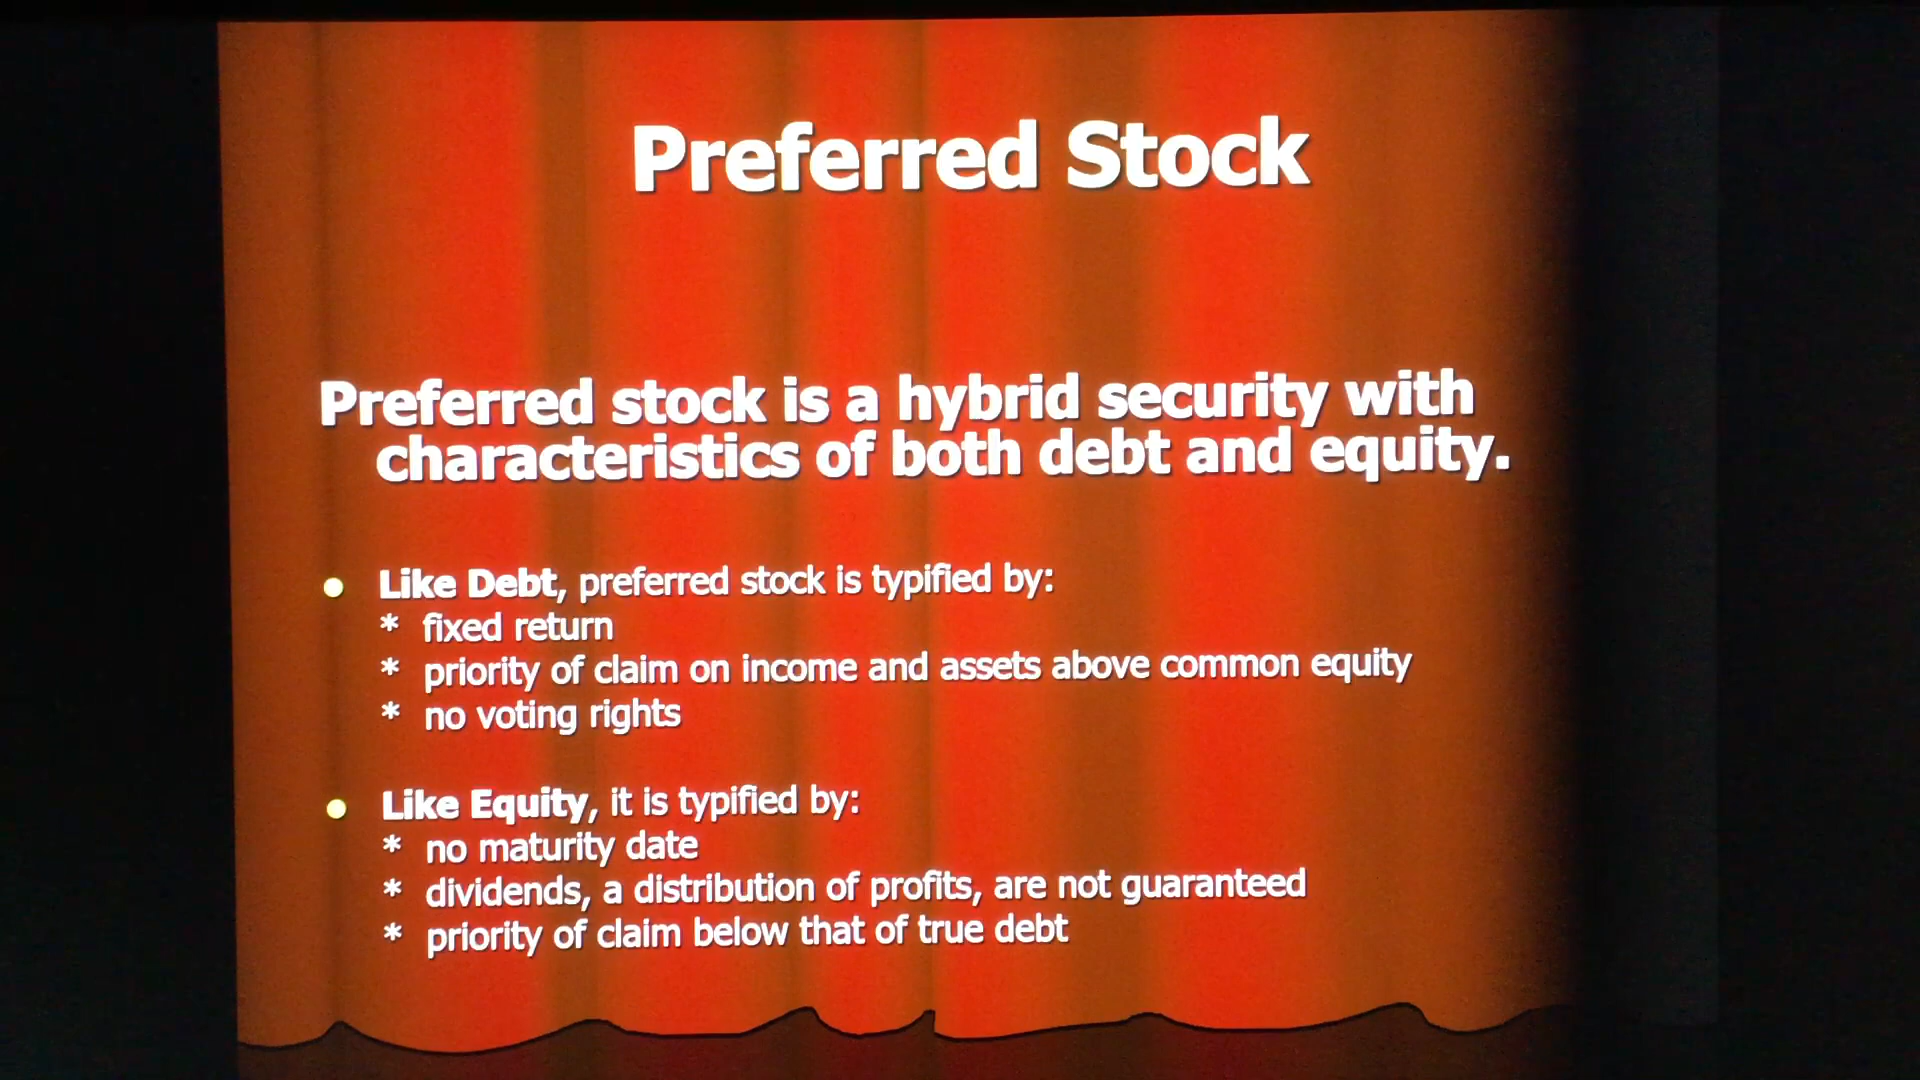 Preferred Stock
Preferred stock is a hybrid security with
characteristics of both debt and equity.
● Like Debt, preferred stock is typified by:
* fixed return
* priority of claim on income and assets above common equity
* no voting rights
● Like Equity, it is typified by:
* no maturity date
* dividends, a distribution of profits, are not guaranteed
* priority of claim below that of true debt